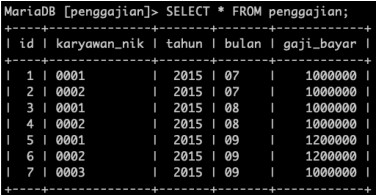 MariaDB [penggajian]> SELECT * FROM penggajian;
+----+--------------+-------+-------+------------+
| id | karyawan_nik | tahun | bulan | gaji_bayar |
+----+--------------+-------+-------+------------+
| 1 | 0001 | 2015 | 07 | 1000000 |
| 2 | 0002 | 2015 | 07 | 1000000 |
| 3 | 0001 | 2015 | 08 | 1000000 |
| 4 | 0002 | 2015 | 08 | 1000000 |
| 5 | 0001 | 2015 | 09 | 1200000 |
| 6 | 0002 | 2015 | 09 | 1200000 |
| 7 | 0003 | 2015 | 09 | 1000000 |
+----+--------------+-------+-------+------------+